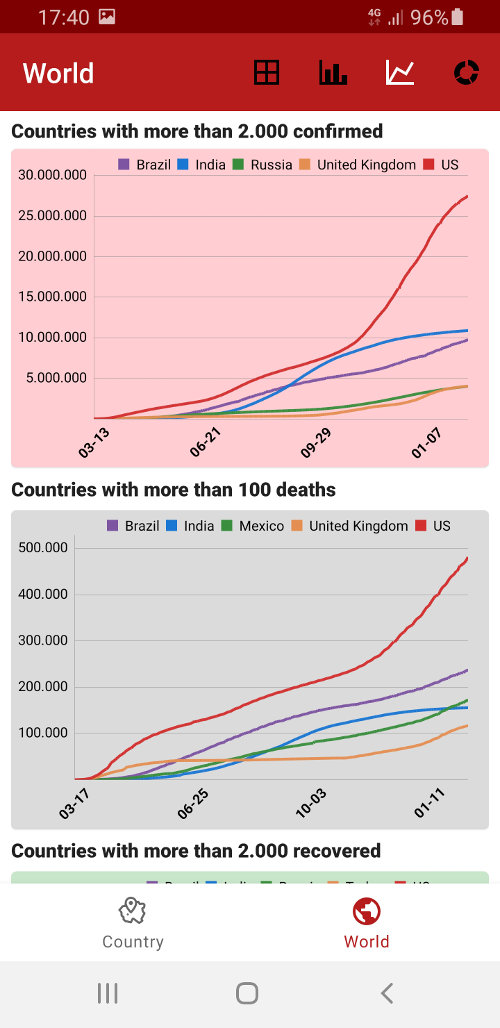 17:40 4G 96%
World
Countries with more than 2.000 confirmed
Brazil India Russia United Kingdom US
30.000.000
25.000.000
20.000.000
15.000.000
10.000.000
5.000.000
03-13 06-21 09-29 01-07
Countries with more than 100 deaths
Brazil India Mexico United Kingdom US
500.000
400.000
300.000
200.000
100.000
03-17 06-25 10-03 01-11
Countries with more than 2.000 recovered
Country World